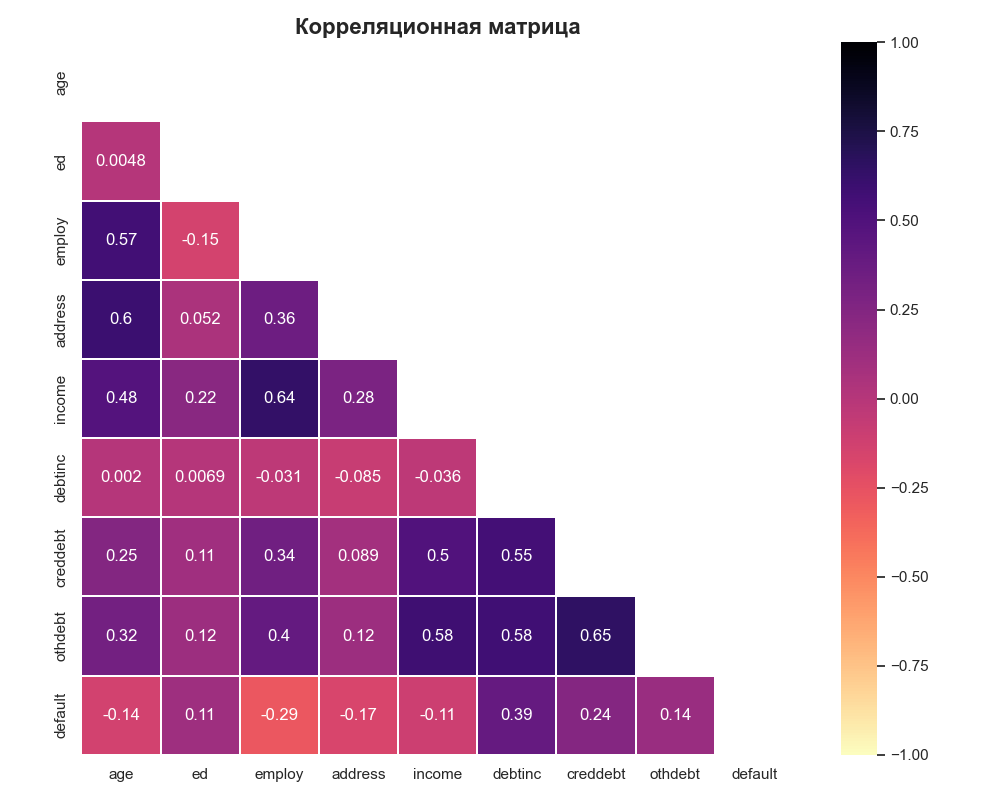 Корреляционная матрица
age
ed
0.0048
employ
0.57 -0.15
address
0.6 0.052 0.36
income
0.48 0.22 0.64 0.28
debtinc
0.002 0.0069 -0.031 -0.085 -0.036
creddebt
0.25 0.11 0.34 0.089 0.5 0.55
othdebt
0.32 0.12 0.4 0.12 0.58 0.58 0.65
default
-0.14 0.11 -0.29 -0.17 -0.11 0.39 0.24 0.14
age ed employ address income debtinc creddebt othdebt default
1.00
0.75
0.50
0.25
0.00
−0.25
−0.50
−0.75
−1.00